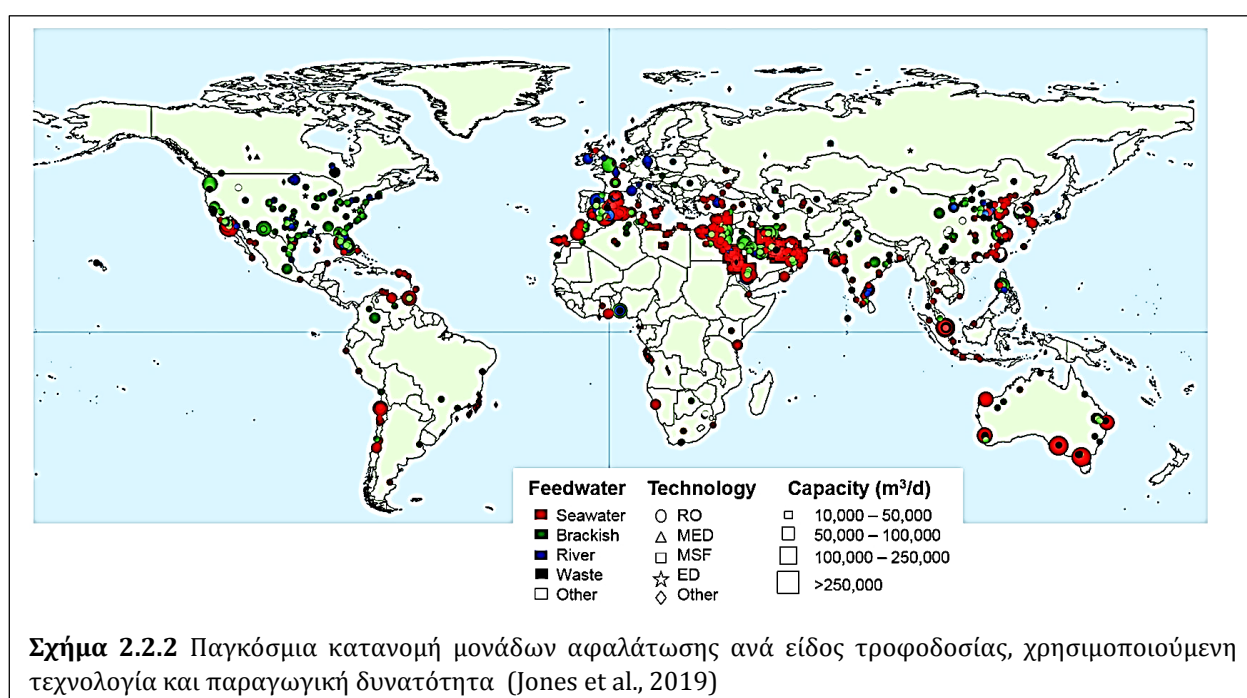 Feedwater Technology Capacity (m³/d)
Seawater RO 10,000 – 50,000
Brackish MED 50,000 – 100,000
River MSF 100,000 – 250,000
Waste ED >250,000
Other Other
Σχήμα 2.2.2 Παγκόσμια κατανομή μονάδων αφαλάτωσης ανά είδος τροφοδοσίας, χρησιμοποιούμενη
τεχνολογία και παραγωγική δυνατότητα (Jones et al., 2019)